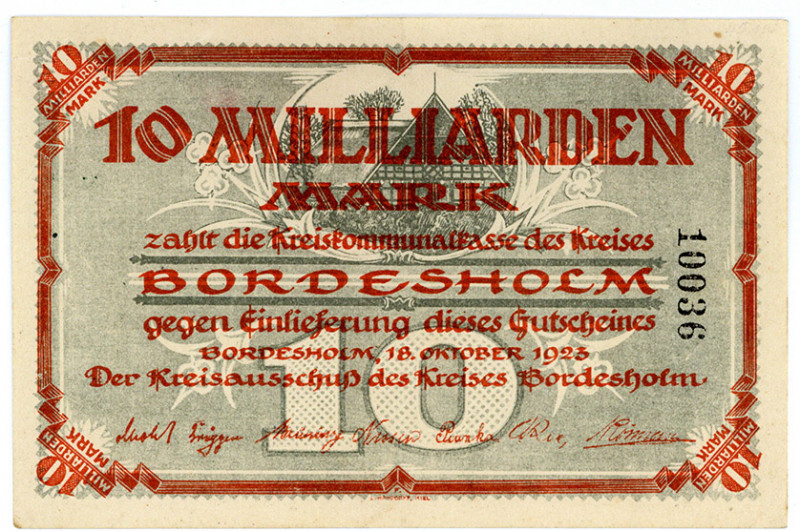 10 MILLIARDEN MARK
10 MILLIARDEN MARK
10 MILLIARDEN
MARK
zahlt die Kreiskommunalkasse des Kreises
BORDESHOLM
10036
gegen Einlieferung dieses Gutscheines
BORDESHOLM, 18. OKTOBER 1923
Der Kreisausschuß des Kreises Bordesholm.
10
10 MILLIARDEN MARK
10 MILLIARDEN MARK